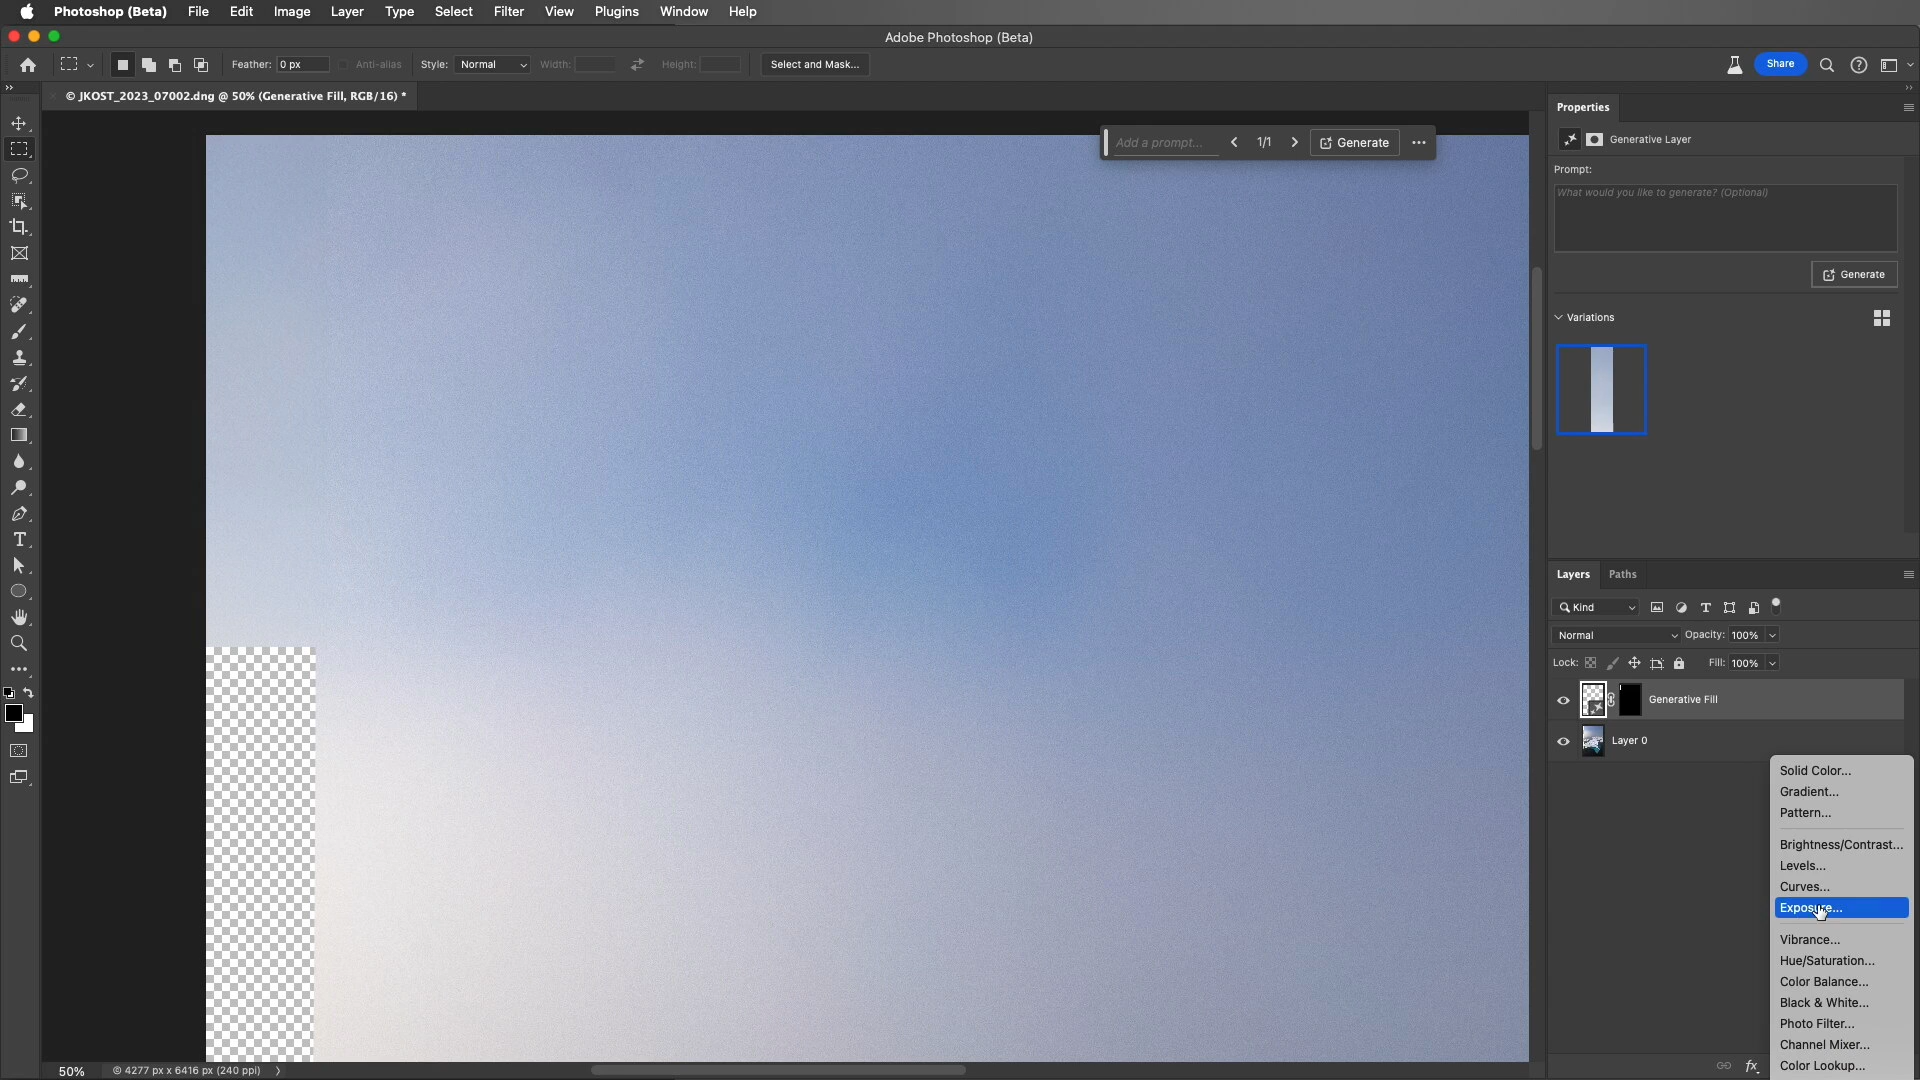 Photoshop (Beta) File Edit Image Layer Type Select Filter View Plugins Window Help
Adobe Photoshop (Beta)
Feather: 0 px Anti-alias Style: Normal Width: Height: Select and Mask... Share
© JKOST_2023_07002.dng @ 50% (Generative Fill, RGB/16) *
Add a prompt... 1/1 Generate
Properties
Generative Layer
Prompt:
What would you like to generate? (Optional)
Generate
Variations
Layers Paths
Kind
Normal Opacity: 100%
Lock: Fill: 100%
Generative Fill
Layer 0
Solid Color...
Gradient...
Pattern...
Brightness/Contrast...
Levels...
Curves...
Exposure...
Vibrance...
Hue/Saturation...
Color Balance...
Black & White...
Photo Filter...
Channel Mixer...
Color Lookup...
50% © 4277 px x 6416 px (240 ppi)
fx